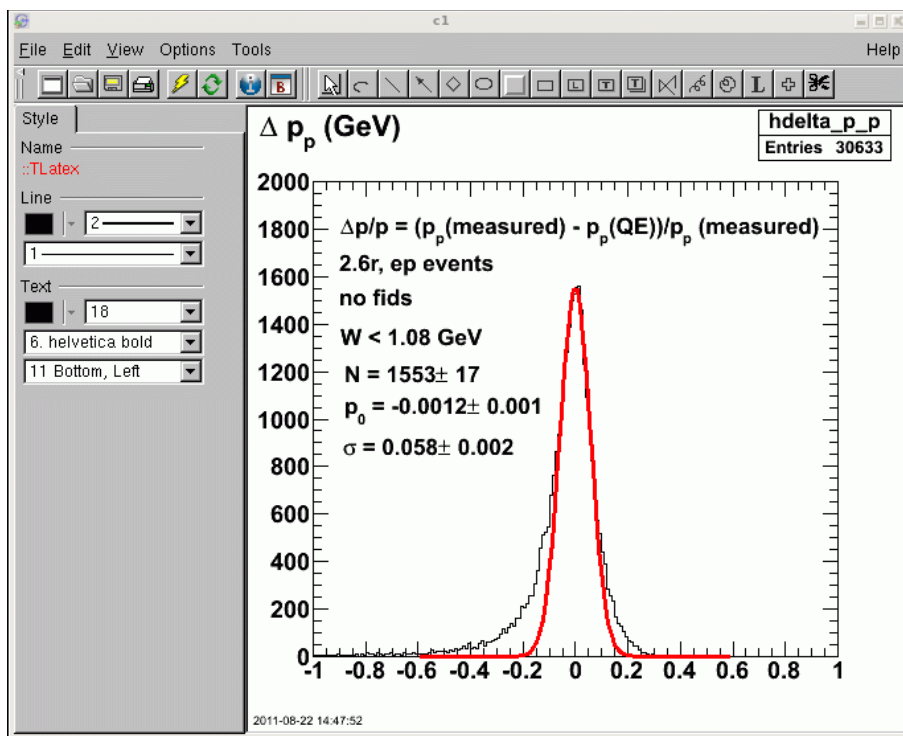 c1
File Edit View Options Tools Help
Style
Name
::TLatex
Line
2
1
Text
18
6. helvetica bold
11 Bottom, Left
Δ p_p (GeV)
hdelta_p_p
Entries 30633
2000
1800
1600
1400
1200
1000
800
600
400
200
0
Δp/p = (p_p(measured) - p_p(QE))/p_p (measured)
2.6r, ep events
no fids
W < 1.08 GeV
N = 1553± 17
p_0 = -0.0012± 0.001
σ = 0.058± 0.002
-1 -0.8 -0.6 -0.4 -0.2 0 0.2 0.4 0.6 0.8 1
2011-08-22 14:47:52